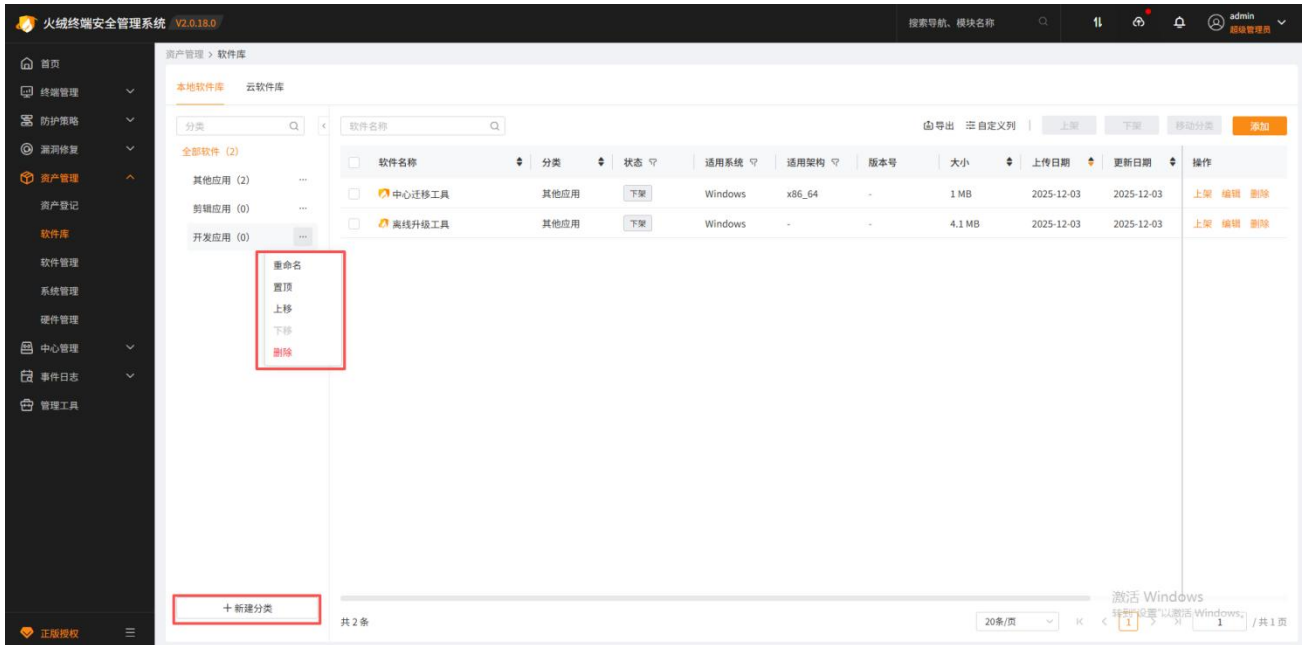 火绒终端安全管理系统 V2.0.18.0
搜索导航、模块名称
admin
超级管理员
首页
终端管理
防护策略
漏洞修复
资产管理
资产登记
软件库
软件管理
系统管理
硬件管理
中心管理
事件日志
管理工具
正版授权
资产管理 > 软件库
本地软件库 云软件库
分类
全部软件 (2)
其他应用 (2) ...
剪辑应用 (0) ...
开发应用 (0) ...
重命名
置顶
上移
下移
删除
+ 新建分类
软件名称
导出 自定义列 上架 下架 移动分类 添加
软件名称 分类 状态 适用系统 适用架构 版本号 大小 上传日期 更新日期 操作
中心迁移工具 其他应用 下架 Windows x86_64 - 1 MB 2025-12-03 2025-12-03 上架 编辑 删除
离线升级工具 其他应用 下架 Windows - - 4.1 MB 2025-12-03 2025-12-03 上架 编辑 删除
激活 Windows
转到"设置"以激活 Windows。
共 2 条
20条/页 1 1 / 共 1 页